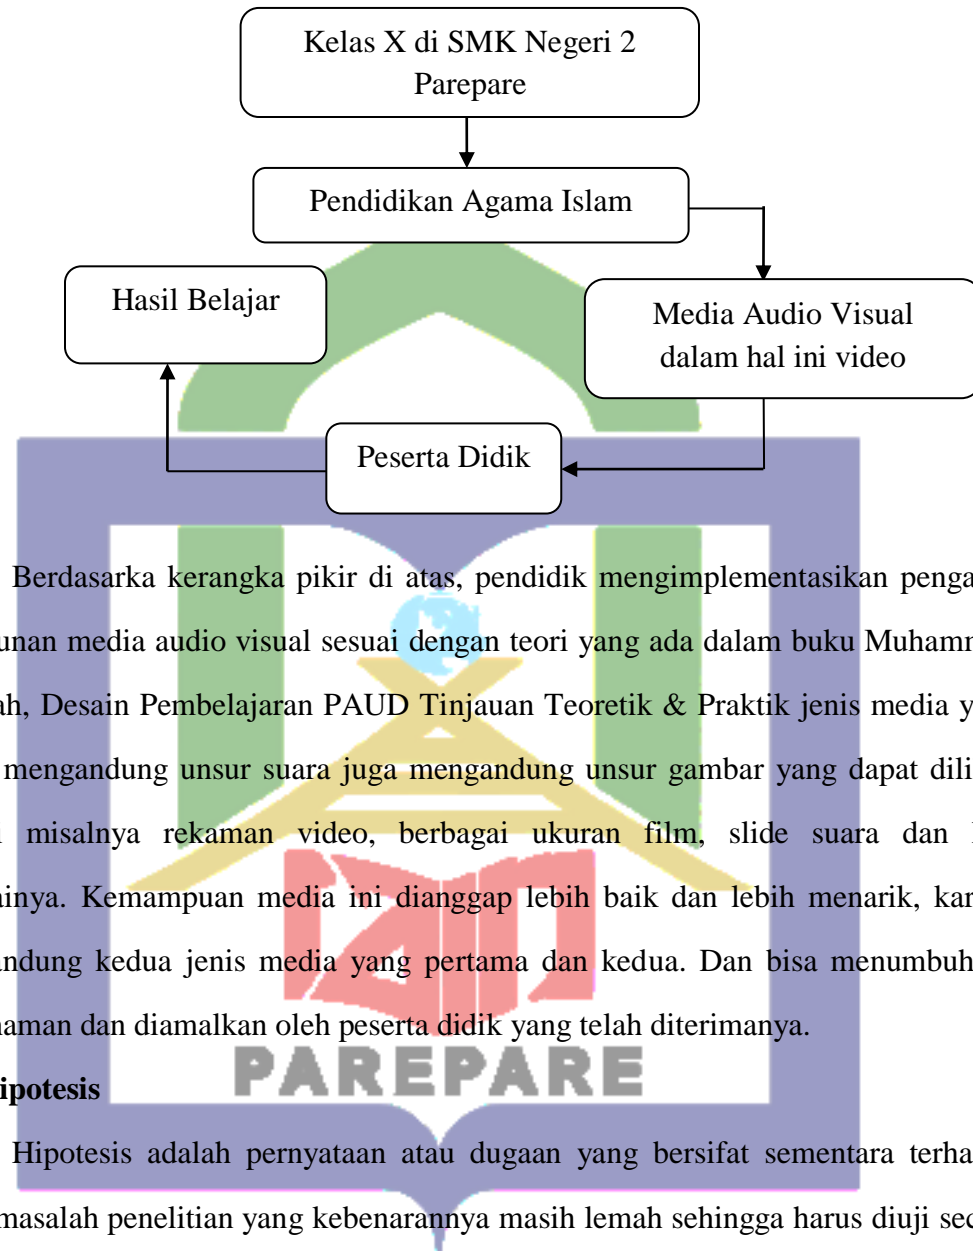 Kelas X di SMK Negeri 2
Parepare
Pendidikan Agama Islam
Hasil Belajar
Media Audio Visual
dalam hal ini video
Peserta Didik
Berdasarka kerangka pikir di atas, pendidik mengimplementasikan penga
unan media audio visual sesuai dengan teori yang ada dalam buku Muhamm
ah, Desain Pembelajaran PAUD Tinjauan Teoretik & Praktik jenis media y
mengandung unsur suara juga mengandung unsur gambar yang dapat dili
misalnya rekaman video, berbagai ukuran film, slide suara dan
ainya. Kemampuan media ini dianggap lebih baik dan lebih menarik, kar
andung kedua jenis media yang pertama dan kedua. Dan bisa menumbuh
naman dan diamalkan oleh peserta didik yang telah diterimanya.
PAREPARE
ipotesis
Hipotesis adalah pernyataan atau dugaan yang bersifat sementara terha
masalah penelitian yang kebenarannya masih lemah sehingga harus diuji sec